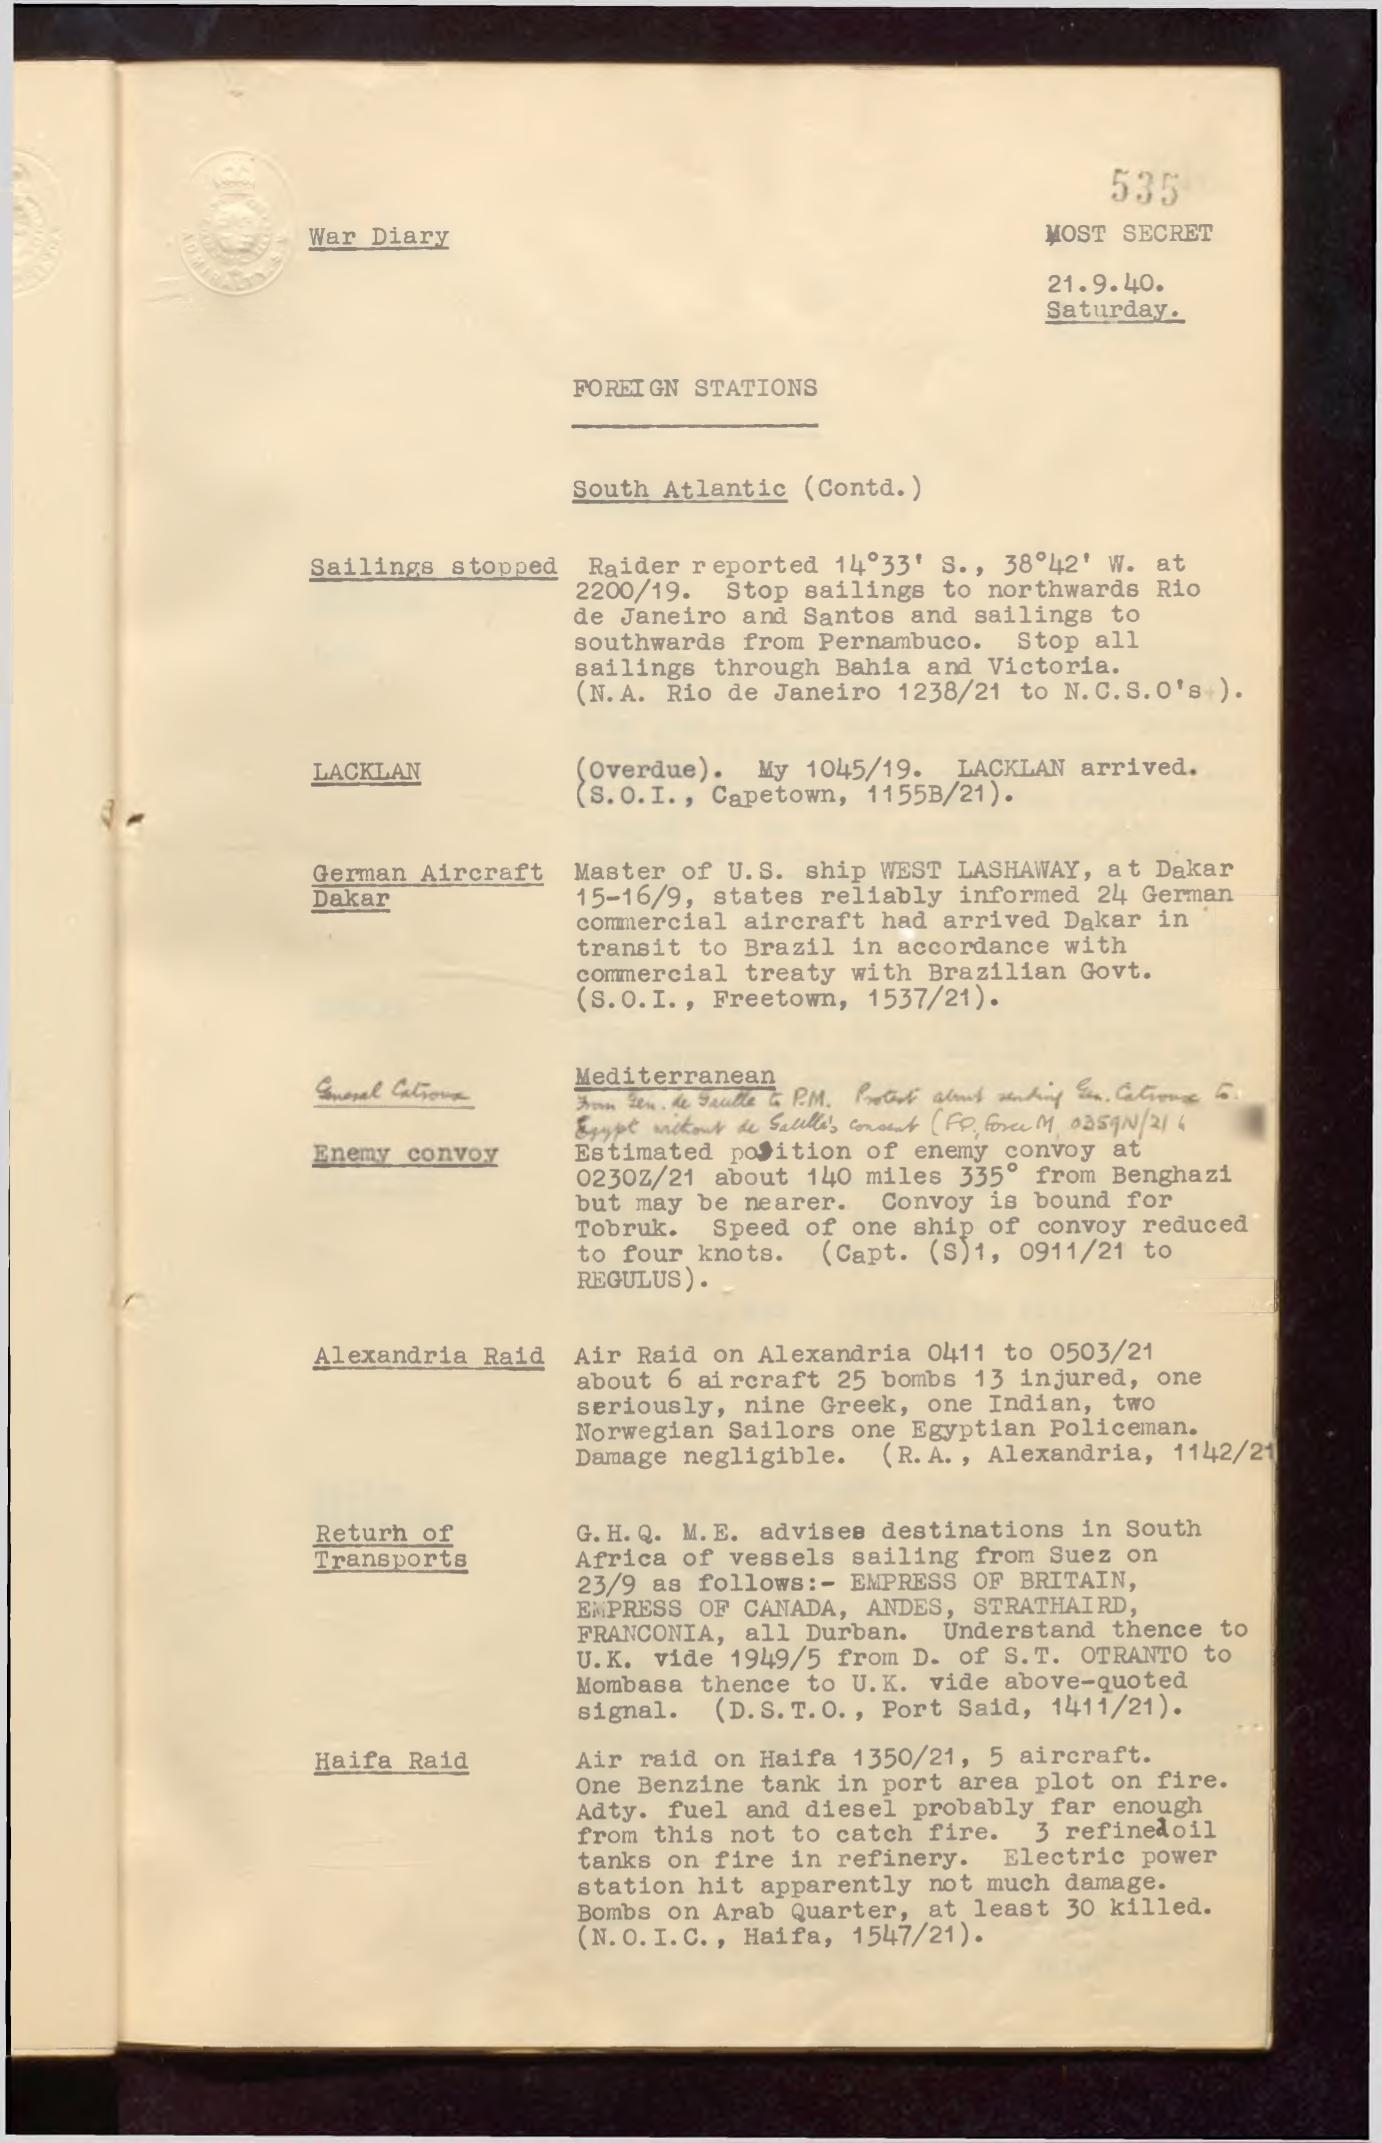 535
War Diary
MOST SECRET
21.9.40.
Saturday.
FOREIGN STATIONS
South Atlantic (Contd.)
Sailings stopped Raider reported 14°33' S., 38°42' W. at
2200/19. Stop sailings to northwards Rio
de Janeiro and Santos and sailings to
southwards from Pernambuco. Stop all
sailings through Bahia and Victoria.
(N.A. Rio de Janeiro 1238/21 to N.C.S.O's ).
LACKLAN (Overdue). My 1045/19. LACKLAN arrived.
(S.O.I., Capetown, 1155B/21).
German Aircraft Master of U.S. ship WEST LASHAWAY, at Dakar
Dakar 15-16/9, states reliably informed 24 German
commercial aircraft had arrived Dakar in
transit to Brazil in accordance with
commercial treaty with Brazilian Govt.
(S.O.I., Freetown, 1537/21).
Mediterranean
General Catroux From Gen. de Gaulle to P.M. Protest about sending Gen. Catroux to
Egypt without de Gaulle's consent (FO, Force M, 0359N/21
Enemy convoy Estimated position of enemy convoy at
0230Z/21 about 140 miles 335° from Benghazi
but may be nearer. Convoy is bound for
Tobruk. Speed of one ship of convoy reduced
to four knots. (Capt. (S)1, 0911/21 to
REGULUS).
Alexandria Raid Air Raid on Alexandria 0411 to 0503/21
about 6 aircraft 25 bombs 13 injured, one
seriously, nine Greek, one Indian, two
Norwegian Sailors one Egyptian Policeman.
Damage negligible. (R.A., Alexandria, 1142/21
Return of G.H.Q. M.E. advises destinations in South
Transports Africa of vessels sailing from Suez on
23/9 as follows:- EMPRESS OF BRITAIN,
EMPRESS OF CANADA, ANDES, STRATHAIRD,
FRANCONIA, all Durban. Understand thence to
U.K. vide 1949/5 from D. of S.T. OTRANTO to
Mombasa thence to U.K. vide above-quoted
signal. (D.S.T.O., Port Said, 1411/21).
Haifa Raid Air raid on Haifa 1350/21, 5 aircraft.
One Benzine tank in port area plot on fire.
Adty. fuel and diesel probably far enough
from this not to catch fire. 3 refined oil
tanks on fire in refinery. Electric power
station hit apparently not much damage.
Bombs on Arab Quarter, at least 30 killed.
(N.O.I.C., Haifa, 1547/21).